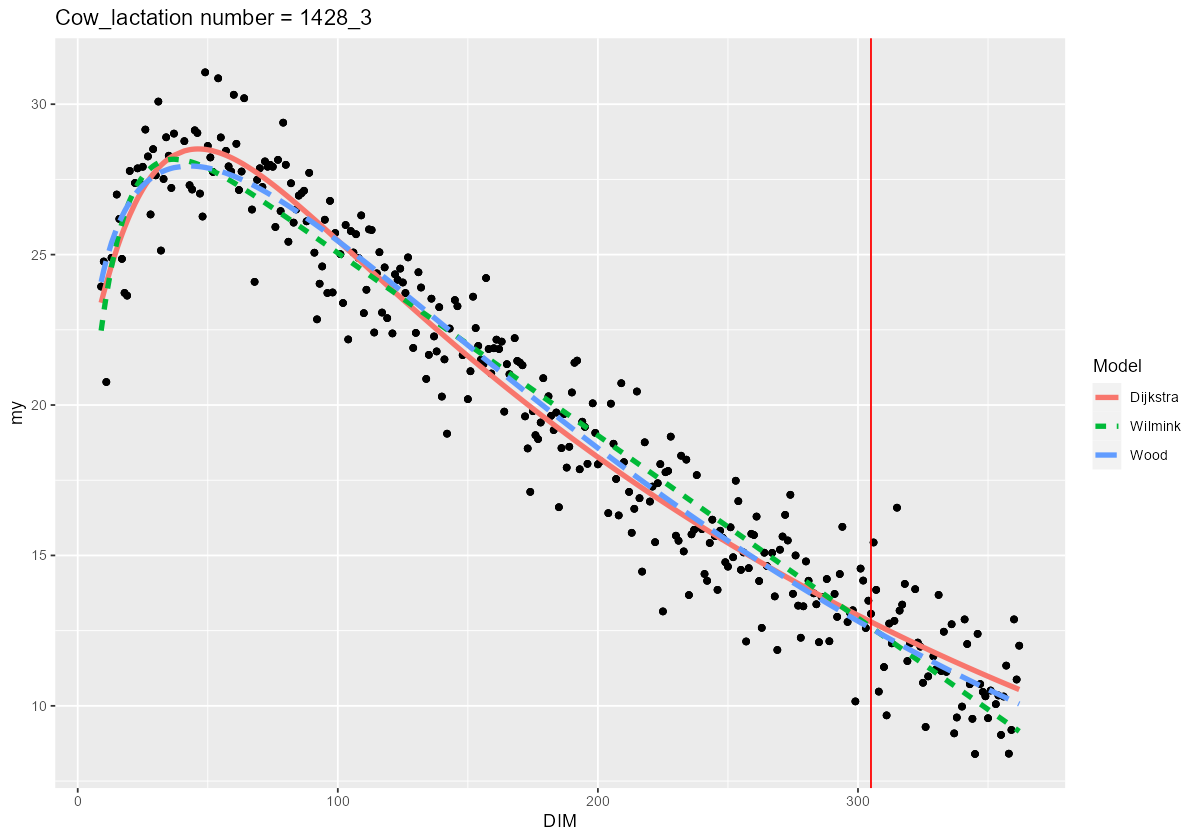 Cow_lactation number = 1428_3
30
25
20
15
10
my
0 100 200 300
DIM
Model
Dijkstra
Wilmink
Wood